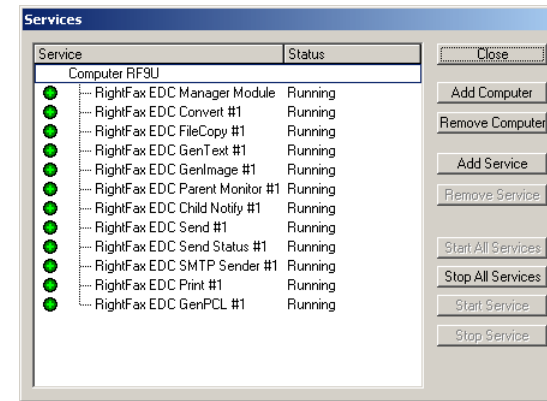 Services
Service Status
Computer RF9U
RightFax EDC Manager Module Running
RightFax EDC Convert #1 Running
RightFax EDC FileCopy #1 Running
RightFax EDC GenText #1 Running
RightFax EDC GenImage #1 Running
RightFax EDC Parent Monitor #1 Running
RightFax EDC Child Notify #1 Running
RightFax EDC Send #1 Running
RightFax EDC Send Status #1 Running
RightFax EDC SMTP Sender #1 Running
RightFax EDC Print #1 Running
RightFax EDC GenPCL #1 Running
Close
Add Computer
Remove Computer
Add Service
Remove Service
Start All Services
Stop All Services
Start Service
Stop Service